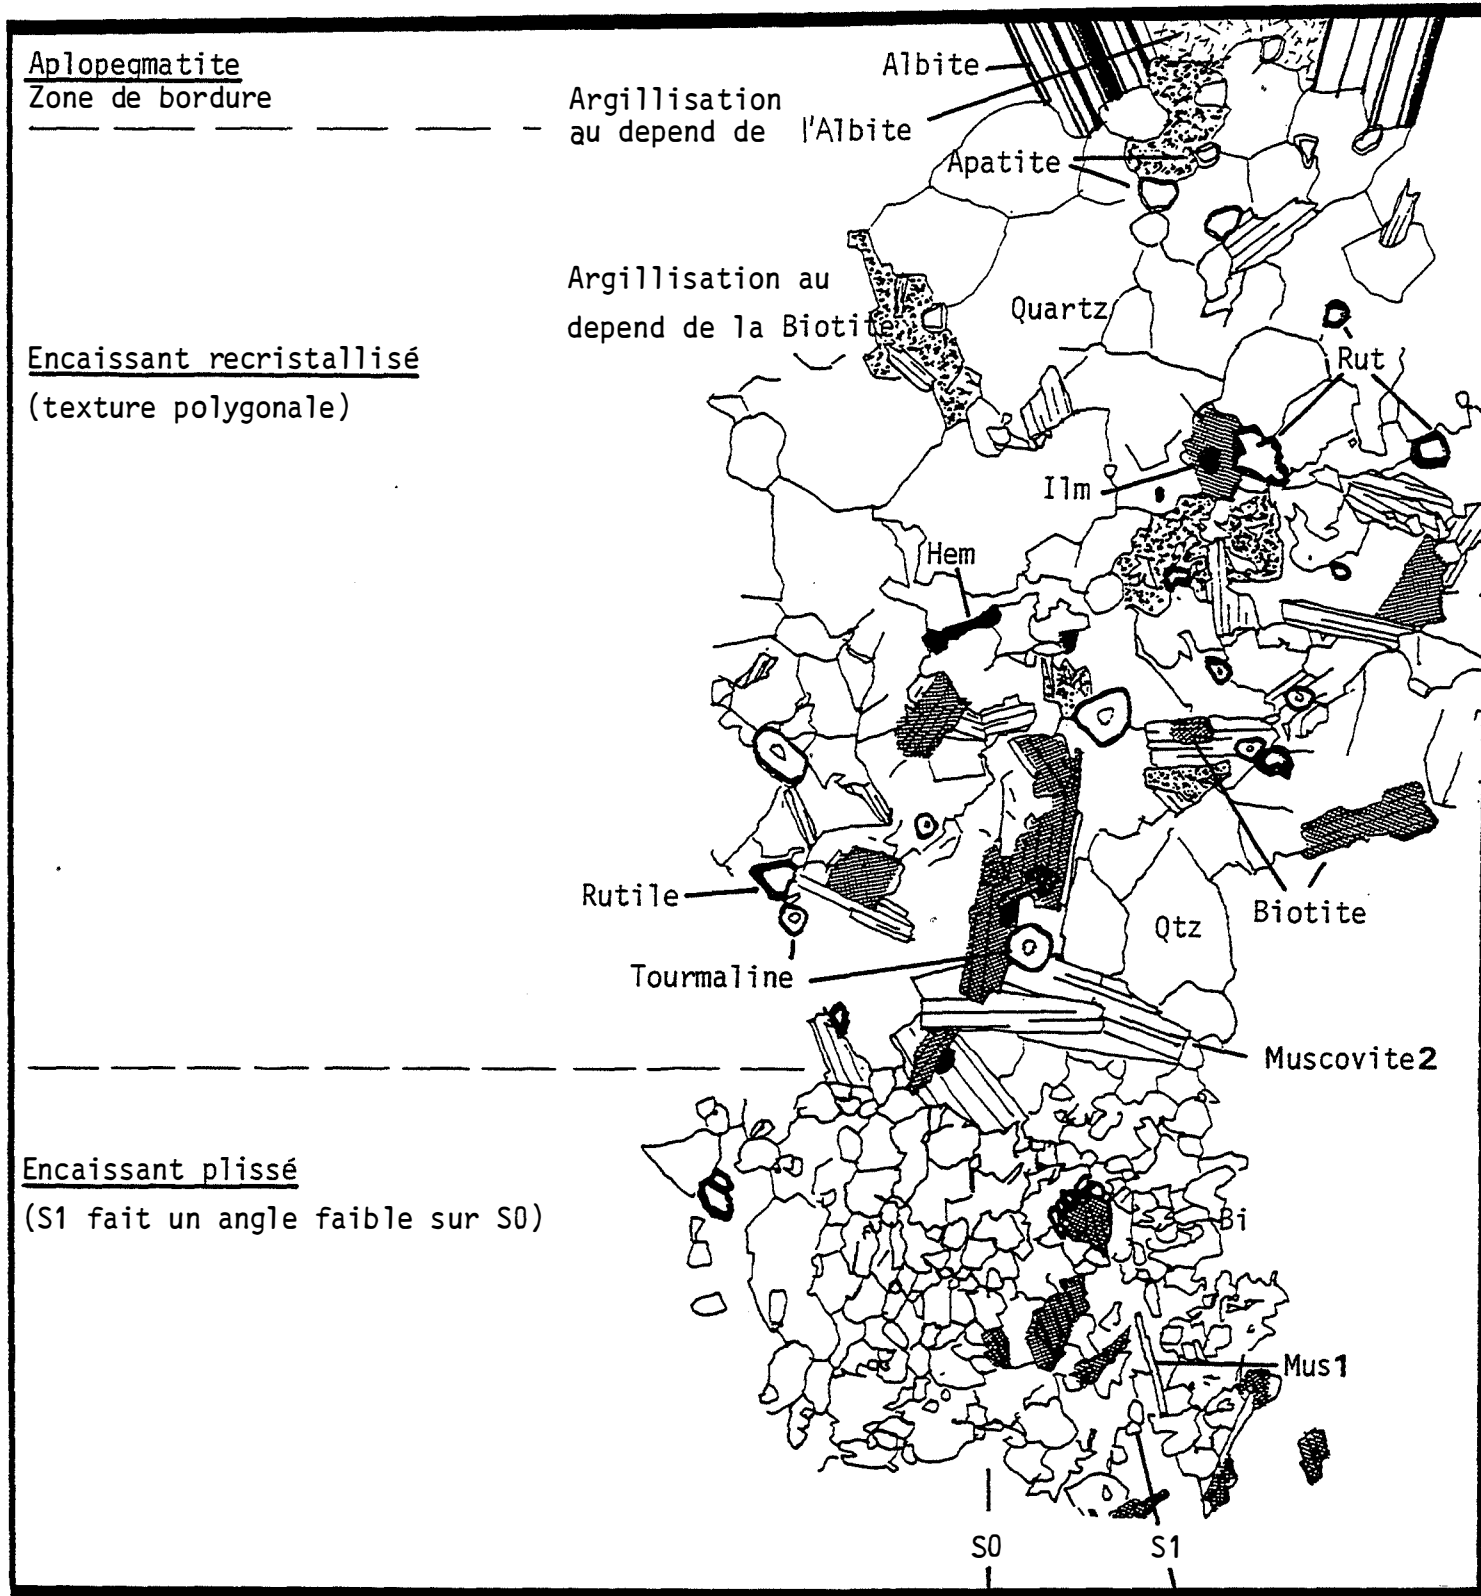 Aplopegmatite
Zone de bordure
Albite
Argillisation
au depend de l'Albite
Apatite
Argillisation au
depend de la Biotite
Quartz
Encaissant recristallisé
(texture polygonale)
Rut
Ilm
Hem
Rutile
Biotite
Qtz
Tourmaline
Muscovite2
Encaissant plissé
(S1 fait un angle faible sur S0)
Bi
Mus1
S0
S1